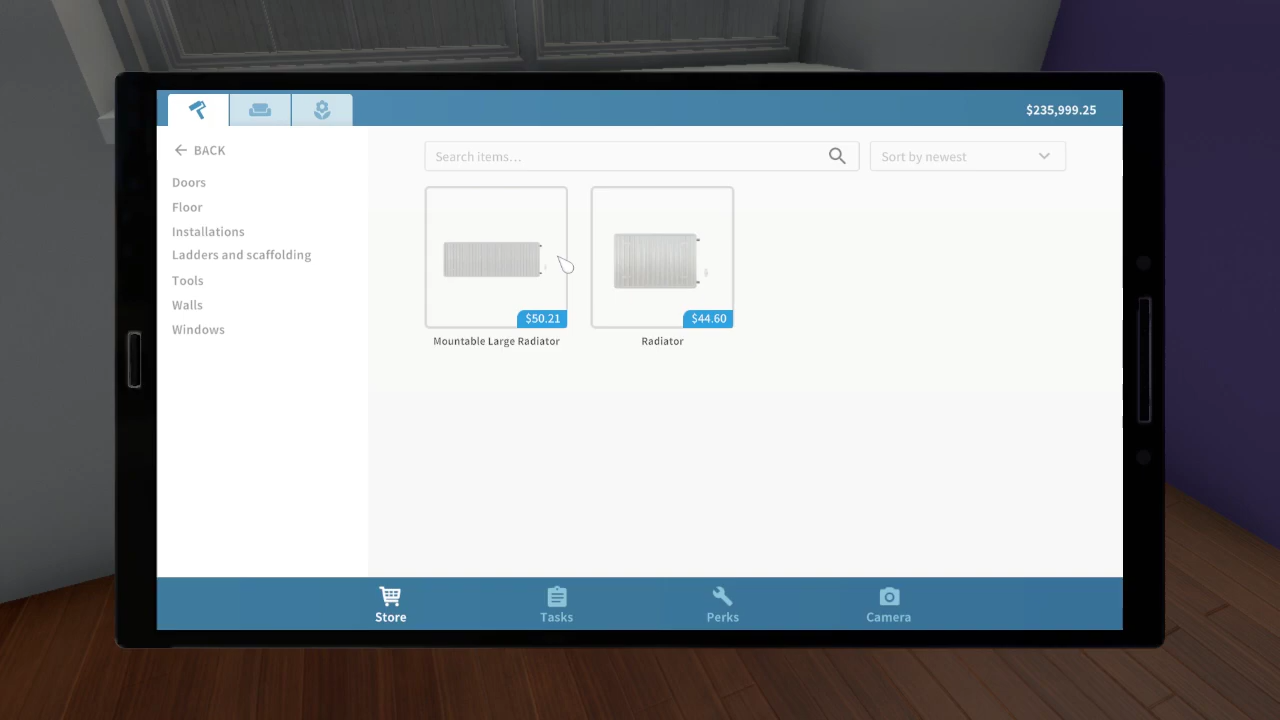 $235,999.25
BACK
Search items...
Sort by newest
Doors
Floor
Installations
Ladders and scaffolding
Tools
Walls
Windows
$50.21
$44.60
Mountable Large Radiator
Radiator
Store
Tasks
Perks
Camera